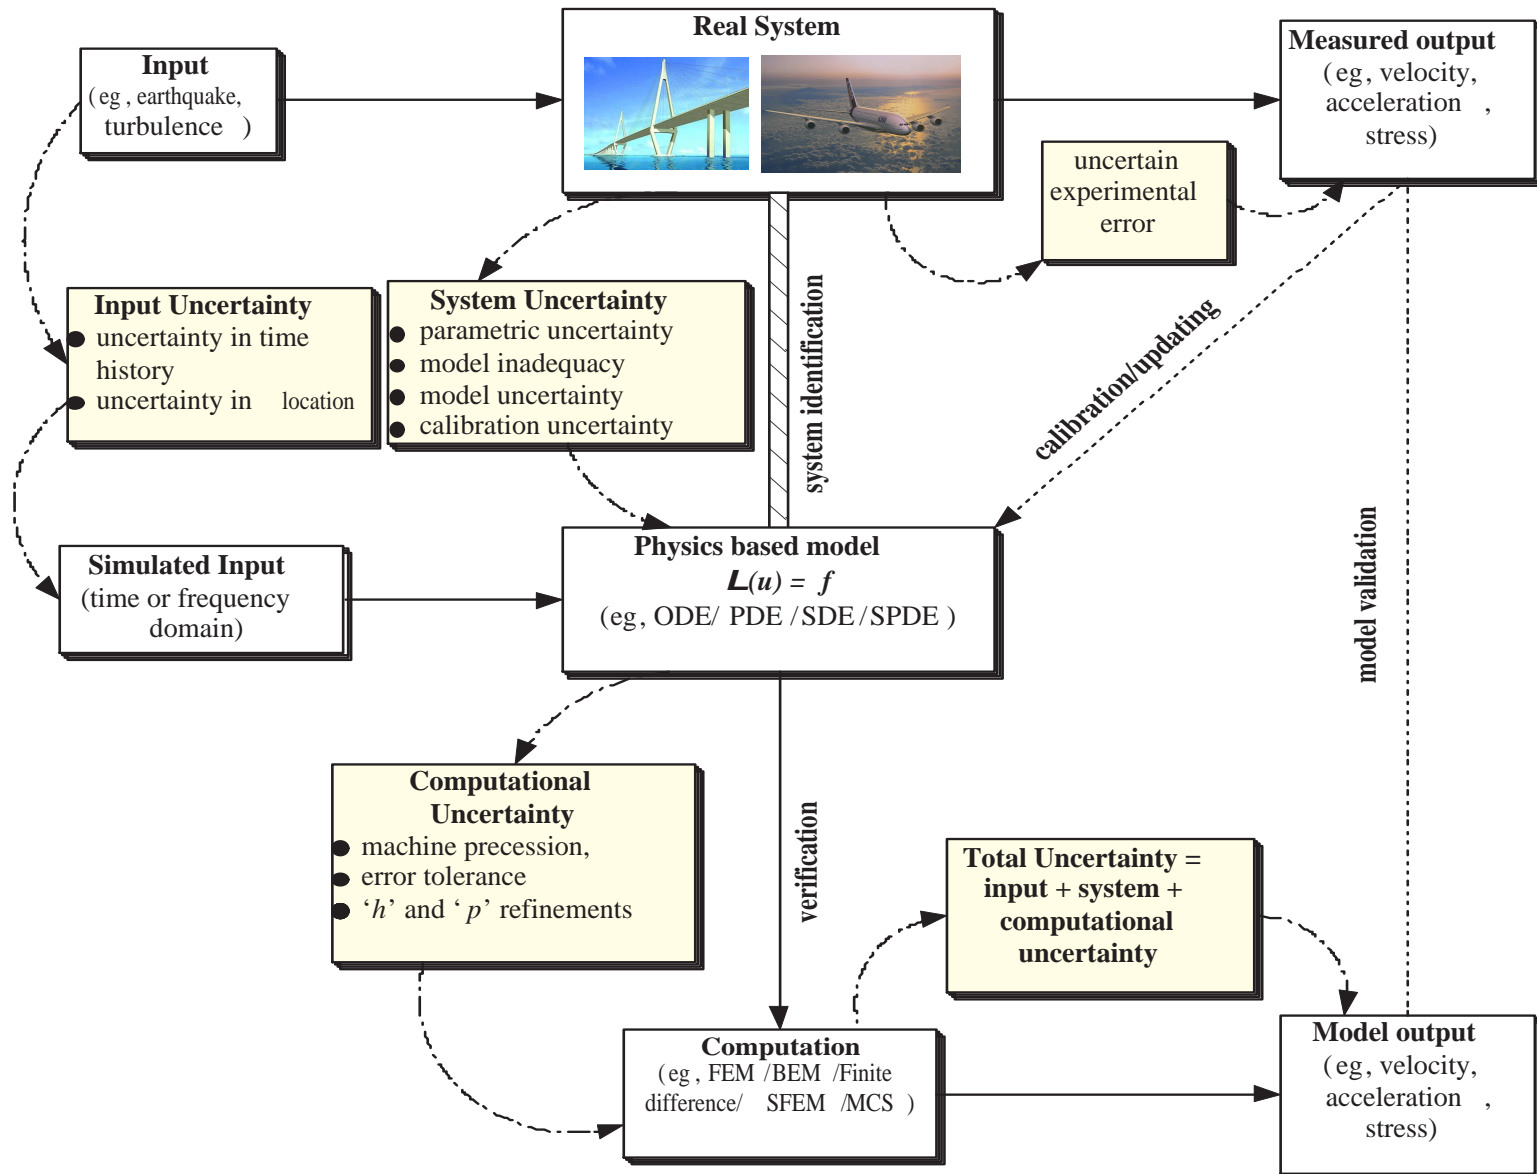 Real System
Input
(eg, earthquake,
turbulence )
Measured output
(eg, velocity,
acceleration ,
stress)
uncertain
experimental
error
Input Uncertainty
● uncertainty in time
history
● uncertainty in location
System Uncertainty
● parametric uncertainty
● model inadequacy
● model uncertainty
● calibration uncertainty
system identification
calibration/updating
Physics based model
L(u) = f
(eg, ODE/ PDE /SDE/SPDE )
Simulated Input
(time or frequency
domain)
model validation
Computational
Uncertainty
● machine precession,
● error tolerance
● ‘h’ and ‘p’ refinements
verification
Total Uncertainty =
input + system +
computational
uncertainty
Computation
(eg, FEM /BEM /Finite
difference/ SFEM /MCS )
Model output
(eg, velocity,
acceleration ,
stress)